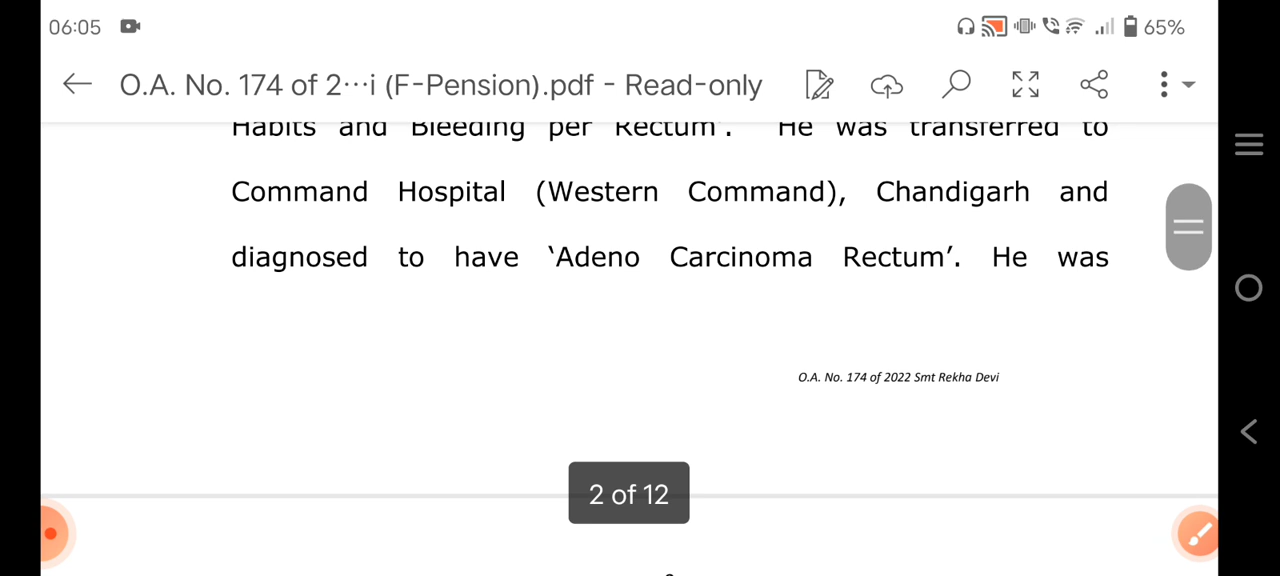 06:05 65%
O.A. No. 174 of 2···i (F-Pension).pdf - Read-only
Habits and Bleeding per Rectum'. He was transferred to
Command Hospital (Western Command), Chandigarh and
diagnosed to have ‘Adeno Carcinoma Rectum’. He was
O.A. No. 174 of 2022 Smt Rekha Devi
2 of 12